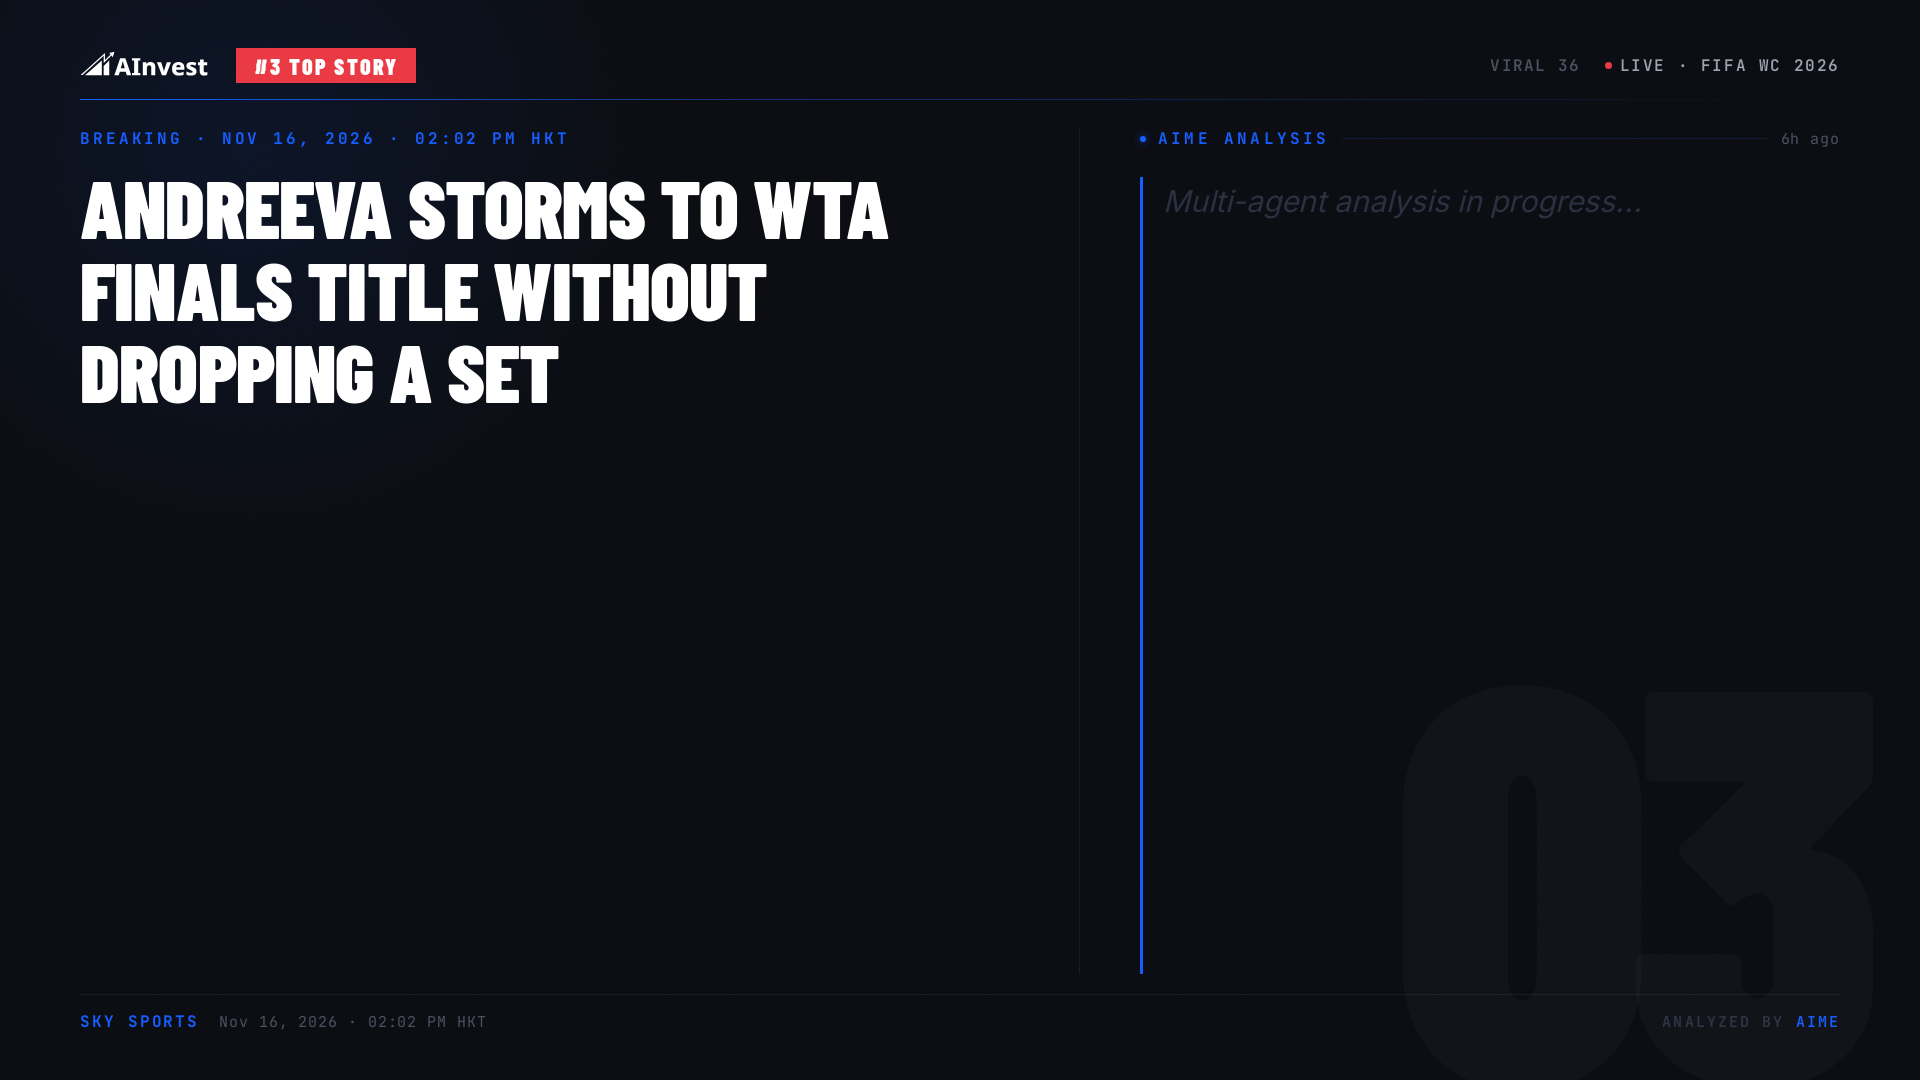 AInvest
#3 TOP STORY
VIRAL 36
LIVE · FIFA WC 2026
BREAKING · NOV 16, 2026 · 02:02 PM HKT
ANDREEVA STORMS TO WTA
FINALS TITLE WITHOUT
DROPPING A SET
AIME ANALYSIS
6h ago
Multi-agent analysis in progress...
03
SKY SPORTS Nov 16, 2026 · 02:02 PM HKT
ANALYZED BY AIME